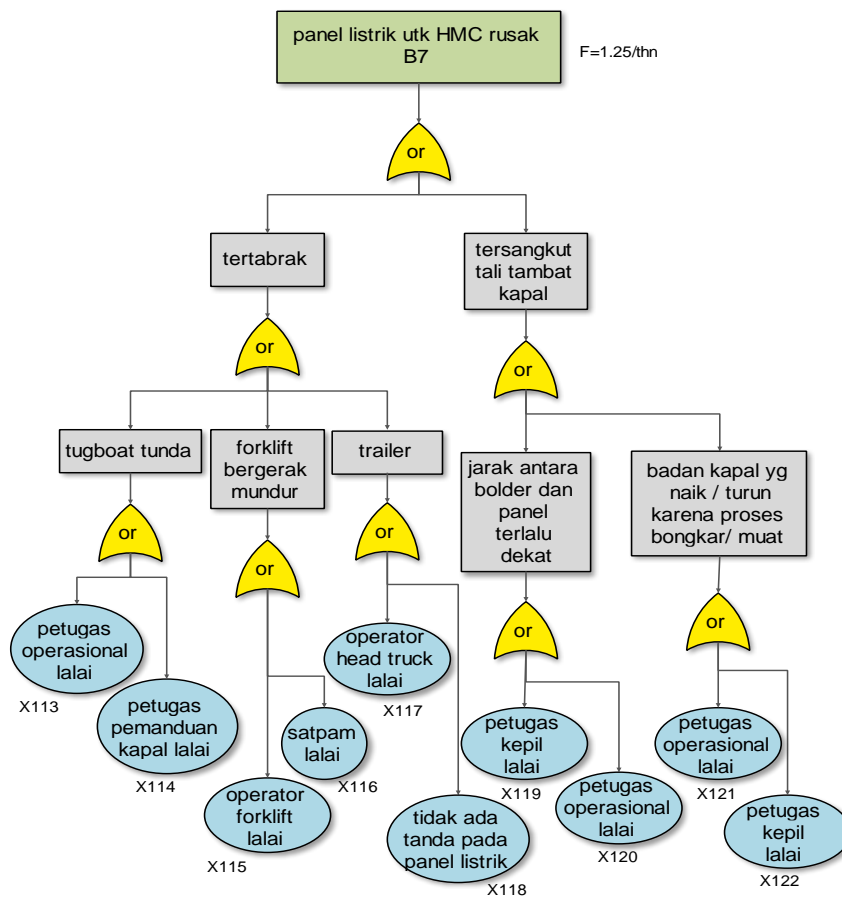 panel listrik utk HMC rusak
B7
F=1.25/thn
or
tertabrak
tersangkut
tali tambat
kapal
or
or
tugboat tunda
forklift
bergerak
mundur
trailer
jarak antara
bolder dan
panel
terlalu
dekat
badan kapal yg
naik / turun
karena proses
bongkar/ muat
or
or
or
or
or
petugas
operasional
lalai
X113
petugas
pemanduan
kapal lalai
X114
operator
forklift
lalai
X115
satpam
lalai
X116
operator
head truck
lalai
X117
tidak ada
tanda pada
panel listrik
X118
petugas
kepil
lalai
X119
petugas
operasional
lalai
X120
petugas
operasional
lalai
X121
petugas
kepil
lalai
X122